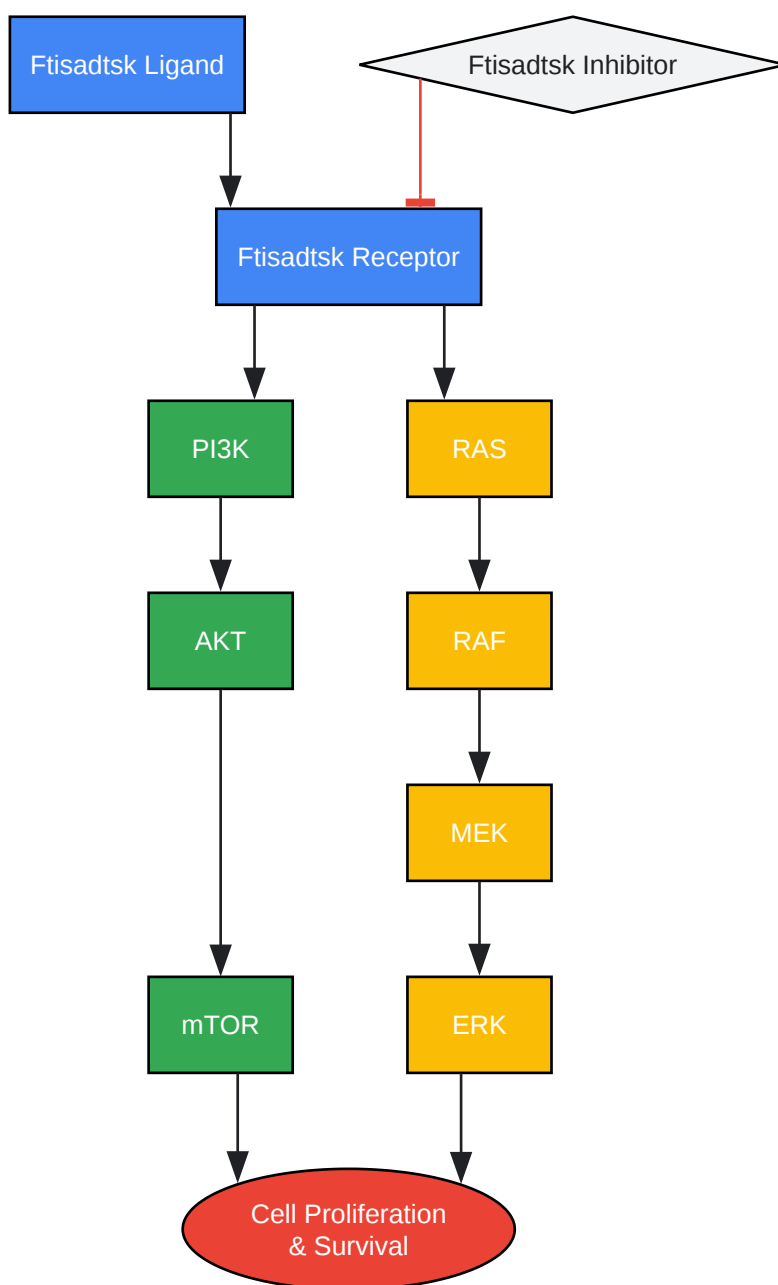 Ftisadtsk Ligand
Ftisadtsk Inhibitor
Ftisadtsk Receptor
PI3K
RAS
AKT
RAF
MEK
mTOR
ERK
Cell Proliferation
& Survival